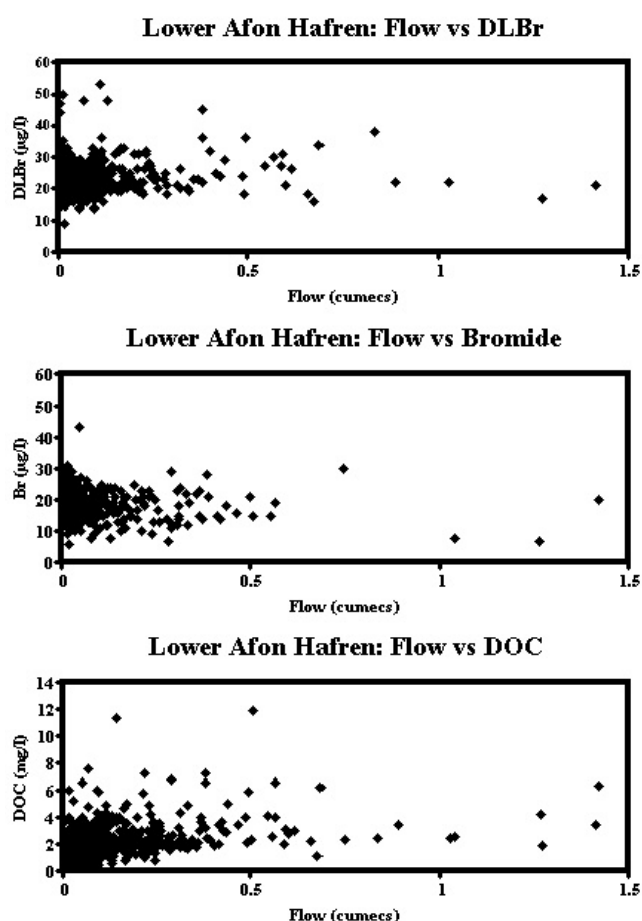 Lower Afon Hafren: Flow vs DLBr
60
50
40
30
20
10
0
DLBr (µg/l)
0 0.5 1 1.5
Flow (cumecs)
Lower Afon Hafren: Flow vs Bromide
60
50
40
30
20
10
0
Br (µg/l)
0 0.5 1 1.5
Flow (cumecs)
Lower Afon Hafren: Flow vs DOC
14
12
10
8
6
4
2
0
DOC (mg/l)
0 0.5 1 1.5
Flow (cumecs)